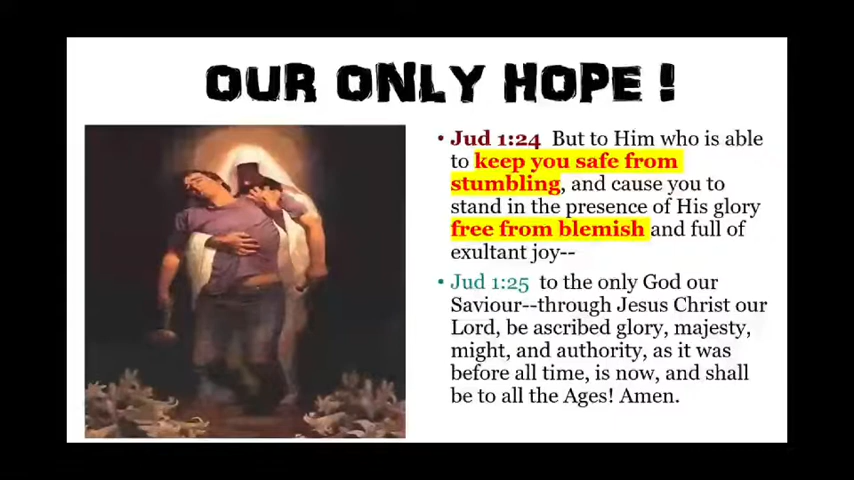 OUR ONLY HOPE !
• Jud 1:24 But to Him who is able
to keep you safe from
stumbling, and cause you to
stand in the presence of His glory
free from blemish and full of
exultant joy--
• Jud 1:25 to the only God our
Saviour--through Jesus Christ our
Lord, be ascribed glory, majesty,
might, and authority, as it was
before all time, is now, and shall
be to all the Ages! Amen.